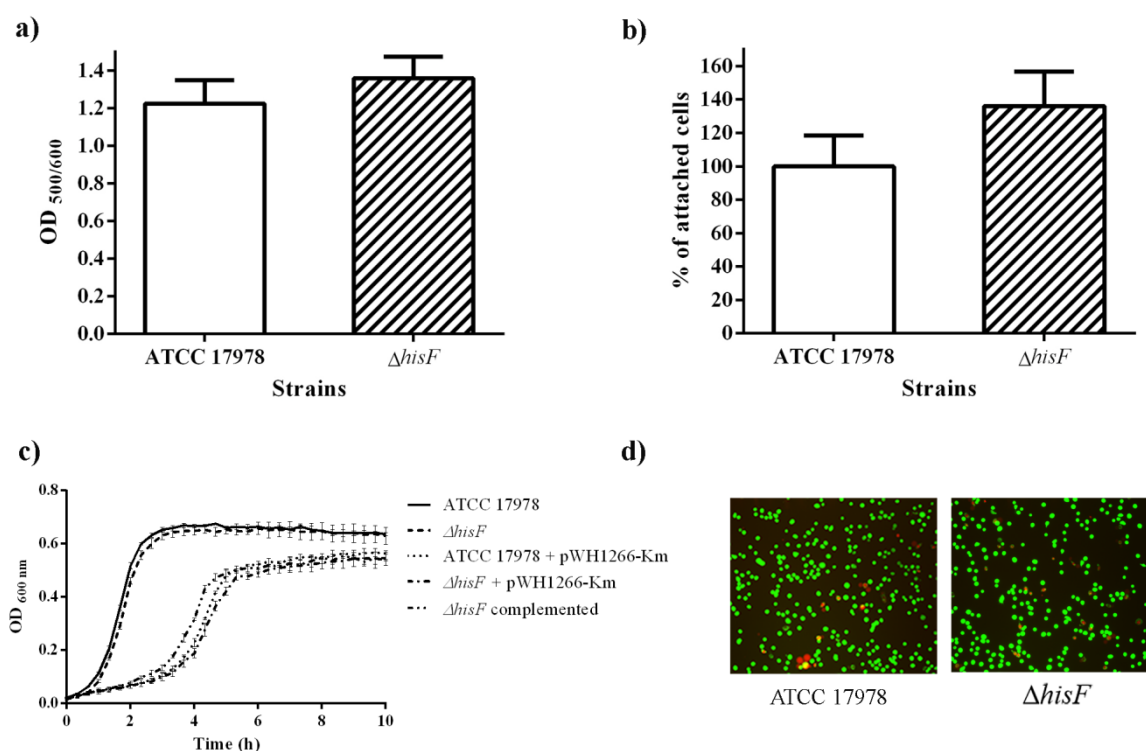 a)
OD 500/600
1.4
1.2
1.0
0.8
0.6
0.4
0.2
0.0
ATCC 17978
ΔhisF
Strains
b)
% of attached cells
160
140
120
100
80
60
40
20
0
ATCC 17978
ΔhisF
Strains
c)
OD 600 nm
0.8
0.6
0.4
0.2
0.0
0
2
4
6
8
10
Time (h)
ATCC 17978
ΔhisF
ATCC 17978 + pWH1266-Km
ΔhisF + pWH1266-Km
ΔhisF complemented
d)
ATCC 17978
ΔhisF